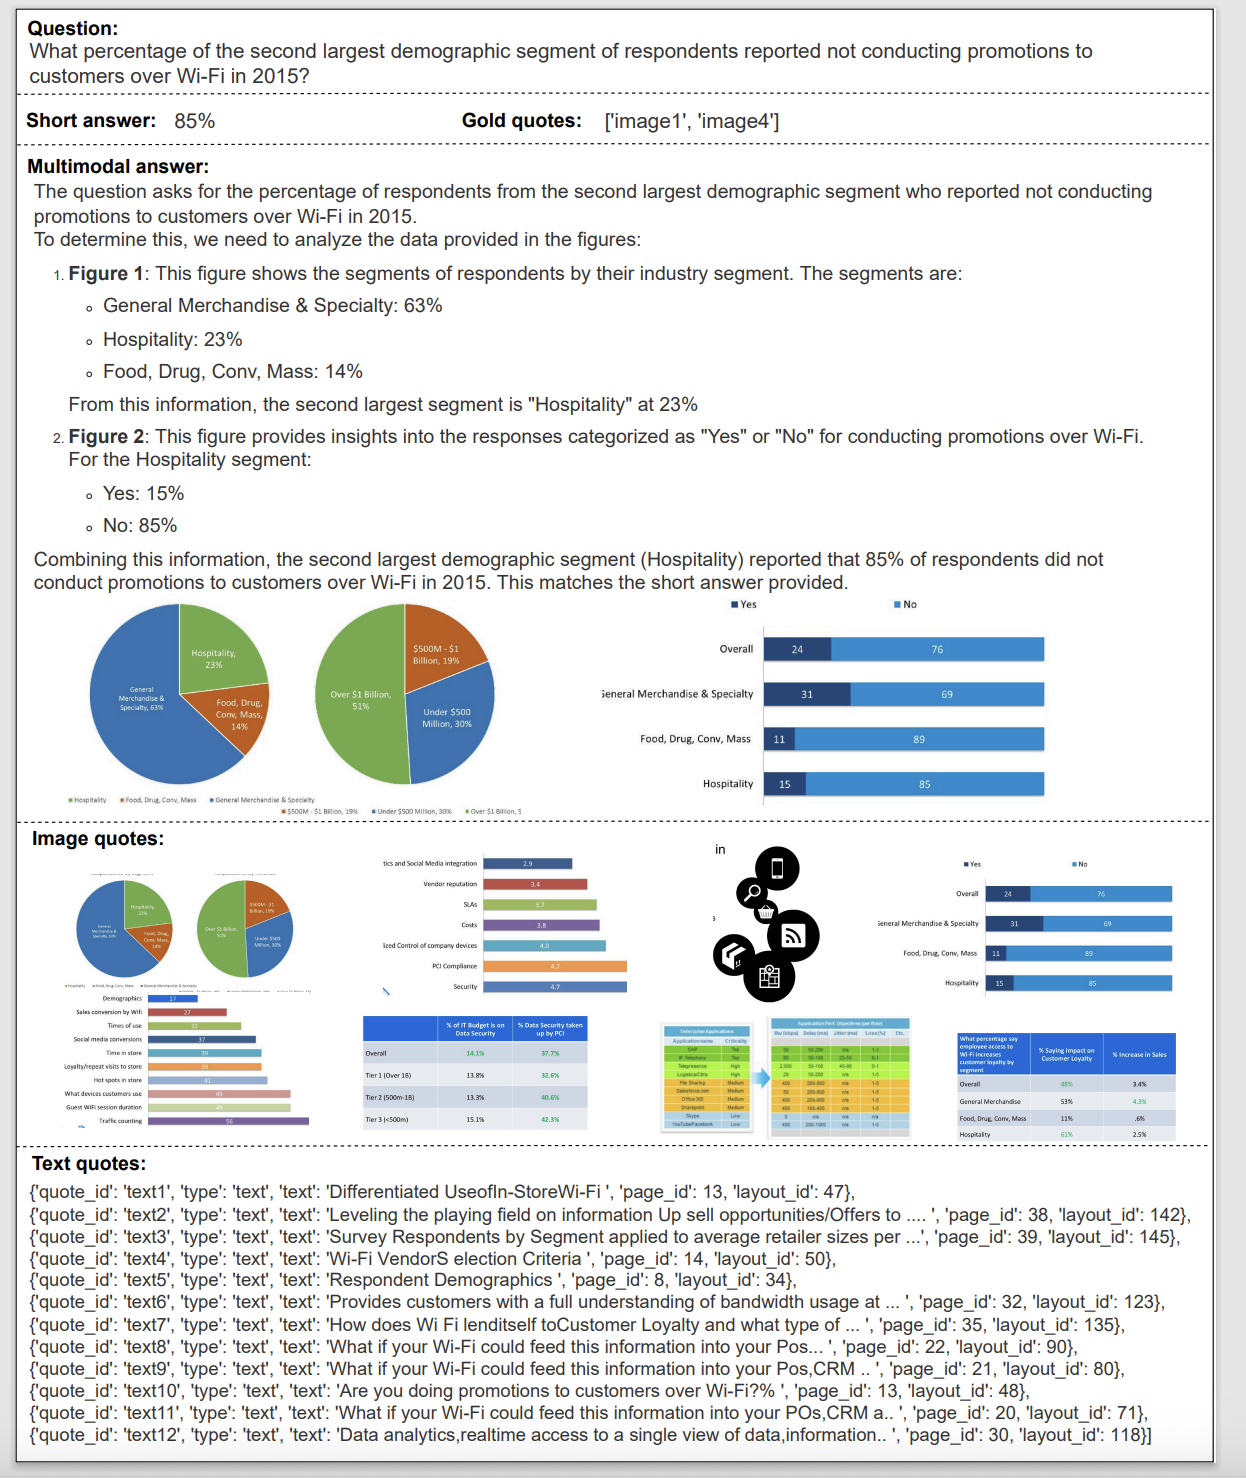 Question:
What percentage of the second largest demographic segment of respondents reported not conducting promotions to
customers over Wi-Fi in 2015?
Short answer: 85%
Gold quotes: ['image1', 'image4']
Multimodal answer:
The question asks for the percentage of respondents from the second largest demographic segment who reported not conducting
promotions to customers over Wi-Fi in 2015.
To determine this, we need to analyze the data provided in the figures:
1. Figure 1: This figure shows the segments of respondents by their industry segment. The segments are:
General Merchandise & Specialty: 63%
Hospitality: 23%
Food, Drug, Conv, Mass: 14%
From this information, the second largest segment is "Hospitality" at 23%
2. Figure 2: This figure provides insights into the responses categorized as "Yes" or "No" for conducting promotions over Wi-Fi.
For the Hospitality segment:
Yes: 15%
No: 85%
Combining this information, the second largest demographic segment (Hospitality) reported that 85% of respondents did not
conduct promotions to customers over Wi-Fi in 2015. This matches the short answer provided.
Hospitality,
23%
General
Merchandise &
Specialty, 63%
Food, Drug,
Conv, Mass,
14%
Hospitality Food, Drug, Conv, Mass General Merchandise & Specialty
$500M - $1
Billion, 19%
Over $1 Billion,
51%
Under $500
Million, 30%
$500M - $1 Billion, 19% Under $500 Million, 30% Over $1 Billion, 5
Yes No
Overall 24 76
General Merchandise & Specialty 31 69
Food, Drug, Conv, Mass 11 89
Hospitality 15 85
Image quotes:
Hospitality,
23%
General
Merchandise &
Specialty, 63%
Food, Drug,
Conv, Mass,
14%
$500M - $1
Billion, 19%
Over $1 Billion,
51%
Under $500
Million, 30%
tics and Social Media integration 2.9
Vendor reputation 3.4
SLAs 3.7
Costs 3.8
ized Control of company devices 4.0
PCI Compliance 4.7
Security 4.7
in
Yes No
Overall 24 76
General Merchandise & Specialty 31 69
Food, Drug, Conv, Mass 11 89
Hospitality 15 85
Demographics 17
Sales conversion by Wifi 27
Times of use 32
Social media conversions 37
Time in store 39
Loyalty/repeat visits to store 39
Hot spots in store 41
What devices customers use 49
Guest WiFi session duration 49
Traffic counting 56
% of IT Budget is on
Data Security
% Data Security taken
up by PCI
Overall 14.1% 37.7%
Tier 1 (Over 1B) 13.8% 32.6%
Tier 2 (500m-1B) 13.3% 40.6%
Tier 3 (<500m) 15.1% 42.3%
Enterprise Applications
Application name Criticality
SAP Top
IP Telephony Top
Telepresence High
Logistics/Citrix High
File Sharing Medium
Salesforce.com Medium
Office 365 Medium
Sharepoint Medium
Skype Low
YouTube/Facebook Low
What percentage say
employee access to
Wi-Fi increases
customer loyalty by
segment
% Saying impact on
Customer Loyalty
% Increase in Sales
Overall 48% 3.4%
General Merchandise 53% 4.3%
Food, Drug, Conv, Mass 11% .6%
Hospitality 61% 2.5%
Text quotes:
{'quote_id': 'text1', 'type': 'text', 'text': 'Differentiated UseofIn-StoreWi-Fi ', 'page_id': 13, 'layout_id': 47},
{'quote_id': 'text2', 'type': 'text', 'text': 'Leveling the playing field on information Up sell opportunities/Offers to .... ', 'page_id': 38, 'layout_id': 142},
{'quote_id': 'text3', 'type': 'text', 'text': 'Survey Respondents by Segment applied to average retailer sizes per ...', 'page_id': 39, 'layout_id': 145},
{'quote_id': 'text4', 'type': 'text', 'text': 'Wi-Fi VendorS election Criteria ', 'page_id': 14, 'layout_id': 50},
{'quote_id': 'text5', 'type': 'text', 'text': 'Respondent Demographics ', 'page_id': 8, 'layout_id': 34},
{'quote_id': 'text6', 'type': 'text', 'text': 'Provides customers with a full understanding of bandwidth usage at ... ', 'page_id': 32, 'layout_id': 123},
{'quote_id': 'text7', 'type': 'text', 'text': 'How does Wi Fi lenditself toCustomer Loyalty and what type of ... ', 'page_id': 35, 'layout_id': 135},
{'quote_id': 'text8', 'type': 'text', 'text': 'What if your Wi-Fi could feed this information into your Pos... ', 'page_id': 22, 'layout_id': 90},
{'quote_id': 'text9', 'type': 'text', 'text': 'What if your Wi-Fi could feed this information into your Pos,CRM .. ', 'page_id': 21, 'layout_id': 80},
{'quote_id': 'text10', 'type': 'text', 'text': 'Are you doing promotions to customers over Wi-Fi?% ', 'page_id': 13, 'layout_id': 48},
{'quote_id': 'text11', 'type': 'text', 'text': 'What if your Wi-Fi could feed this information into your POs,CRM a.. ', 'page_id': 20, 'layout_id': 71},
{'quote_id': 'text12', 'type': 'text', 'text': 'Data analytics,realtime access to a single view of data,information.. ', 'page_id': 30, 'layout_id': 118}]